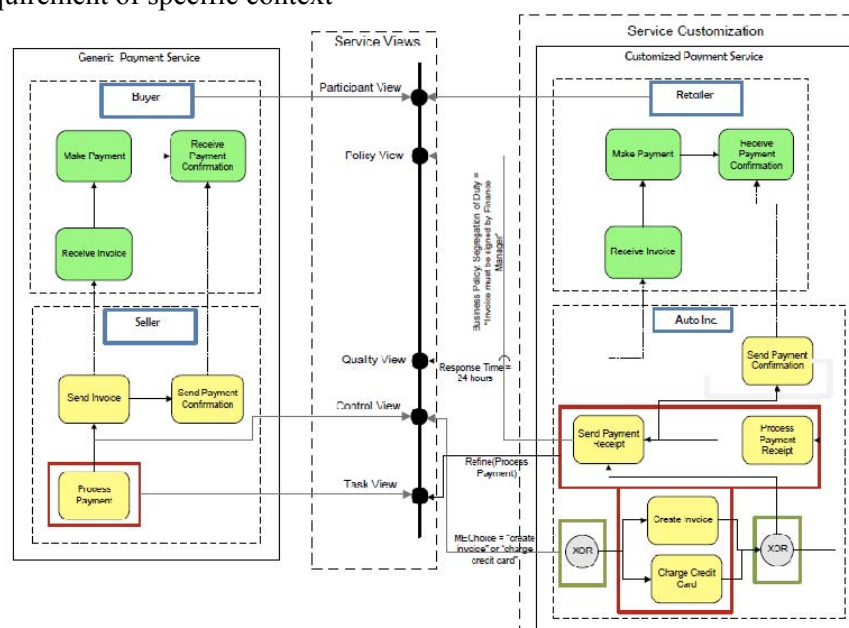 quirement of specific context
Service Views
Service Customization
Generic Payment Service
Customized Payment Service
Buyer
Participant View
Retailer
Make Payment
Receive
Payment
Confirmation
Policy View
Make Payment
Receive
Payment
Confirmation
Business Policy: Segregation of Duty =
"Invoice must be signed by Finance
Manager"
Receive Invoice
Receive Invoice
Seller
Auto Inc.
Quality View
Response Time =
24 hours
Send Payment
Confirmation
Send Invoice
Send Payment
Confirmation
Control View
Send Payment
Receipt
Process
Payment
Receipt
Refine(Process
Payment)
Process
Payment
Task View
MEChoice = "create
invoice" or "charge
credit card"
XOR
Create Invoice
XOR
Charge Credit
Card